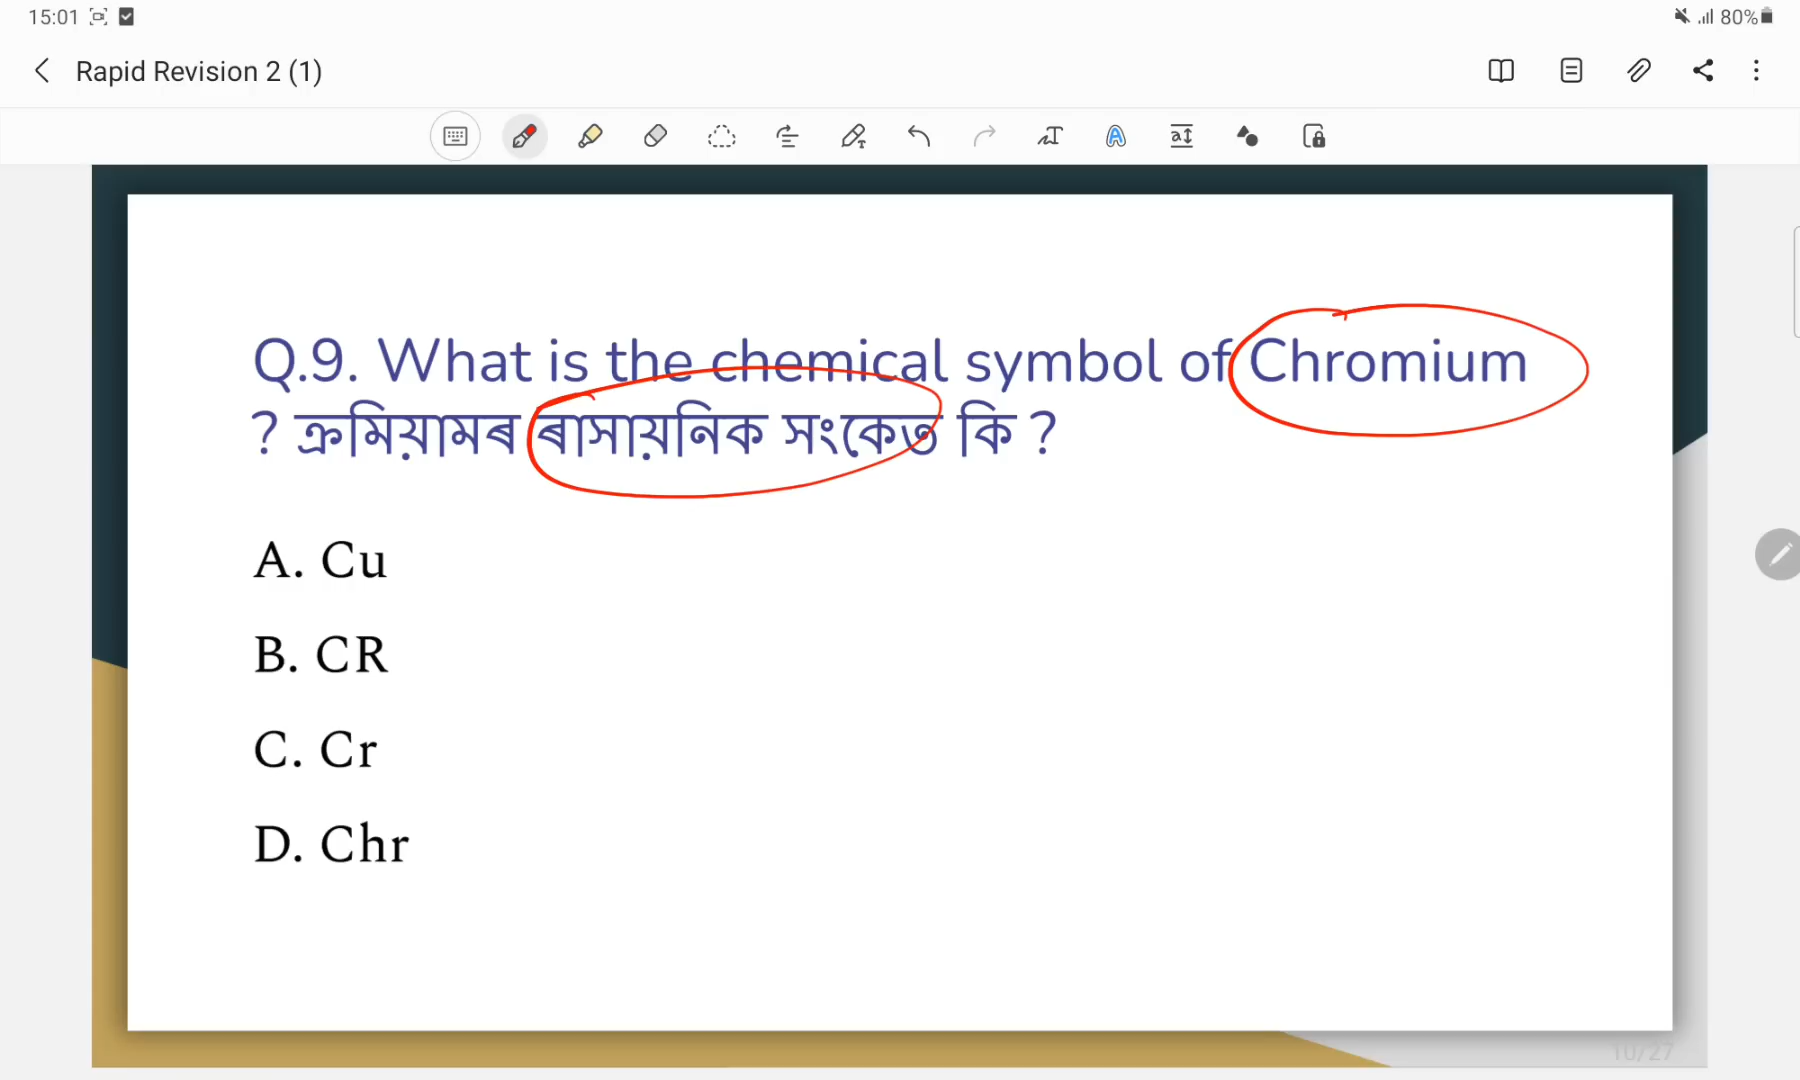 15:01
80%
Rapid Revision 2 (1)
Q.9. What is the chemical symbol of Chromium
? ক্ৰমিয়ামৰ ৰাসায়নিক সংকেত কি ?
A. Cu
B. CR
C. Cr
D. Chr
10/27